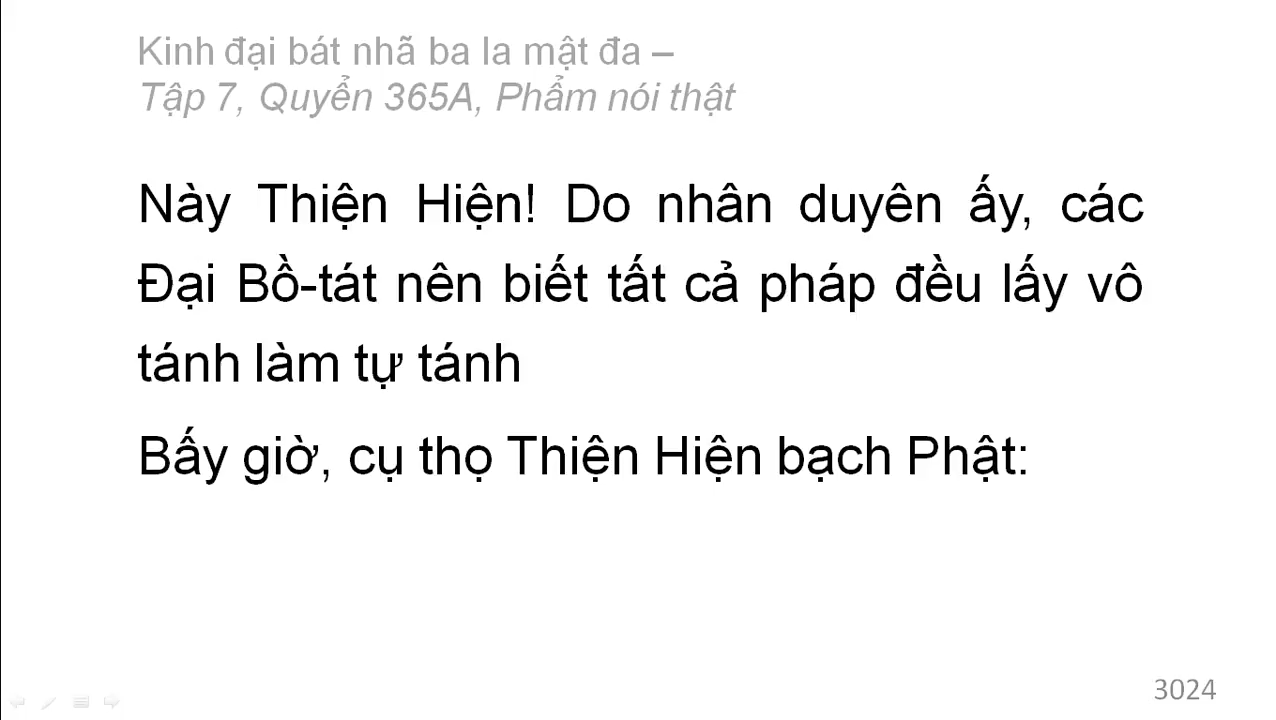 Kinh đại bát nhã ba la mật đa –
Tập 7, Quyển 365A, Phẩm nói thật
Này Thiện Hiện! Do nhân duyên ấy, các
Đại Bồ-tát nên biết tất cả pháp đều lấy vô
tánh làm tự tánh
Bấy giờ, cụ thọ Thiện Hiện bạch Phật:
3024